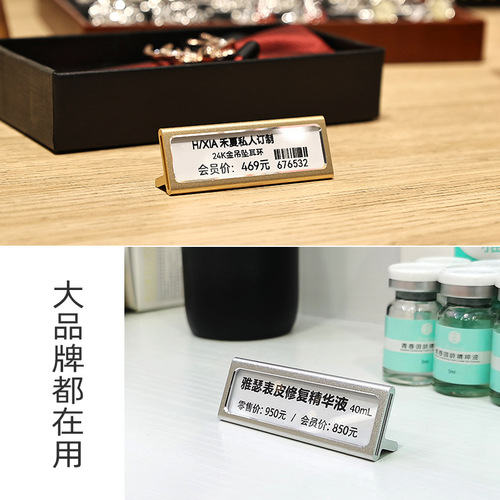 H/XIA 禾夏私人订制
24K金吊坠耳环
会员价：469元 676532
大品牌都在用
雅瑟表皮修复精华液 40mL
零售价：950元 / 会员价：850元
5ml
5ml